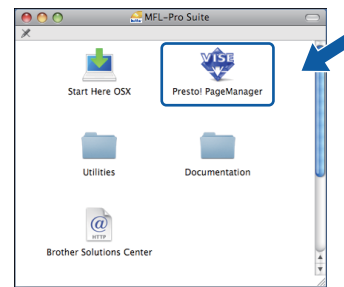 MFL-Pro Suite
Start Here OSX
VISE
Presto! PageManager
Utilities
Documentation
@
HTTP
Brother Solutions Center